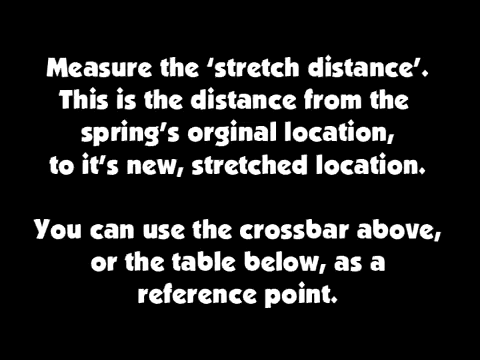 Measure the ‘stretch distance’.
This is the distance from the
spring’s orginal location,
to it’s new, stretched location.
You can use the crossbar above,
or the table below, as a
reference point.